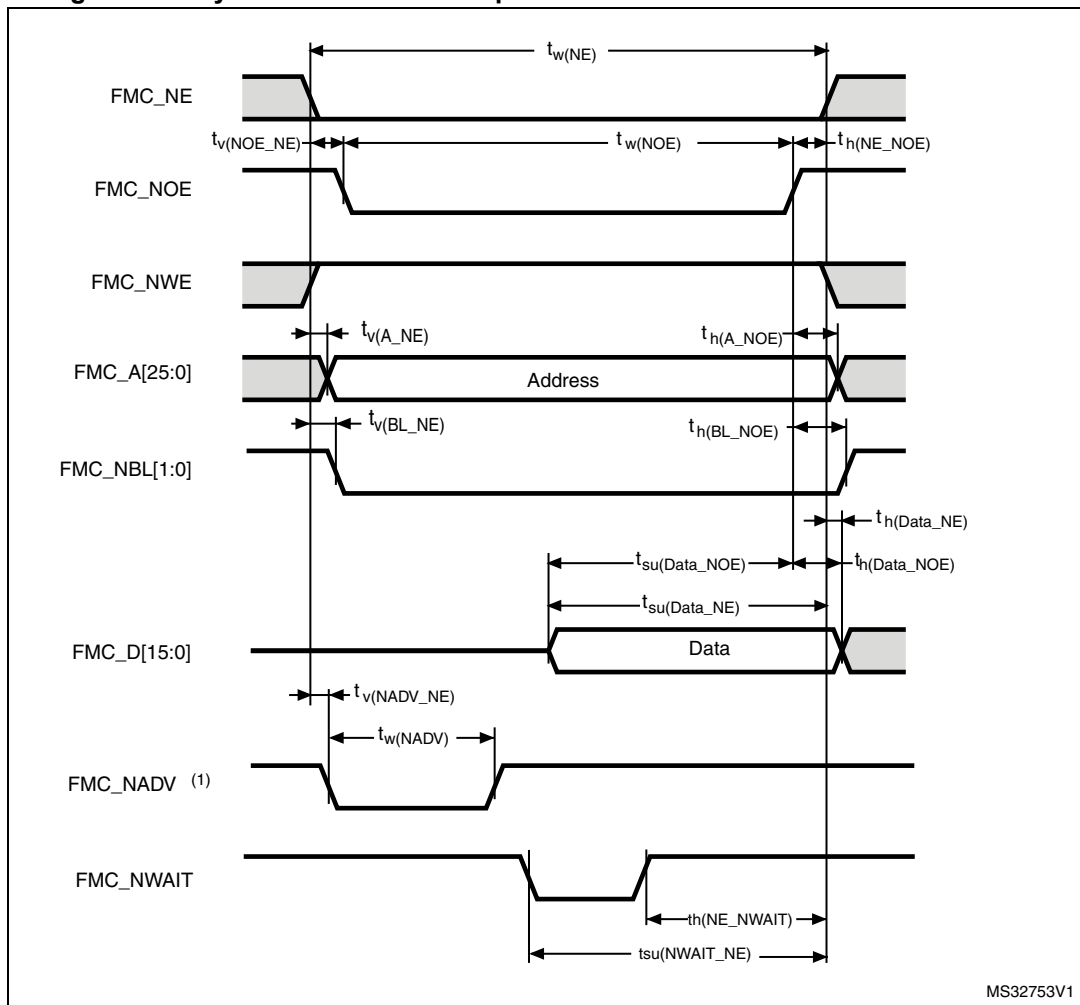 tw(NE)
FMC_NE
tv(NOE_NE)
tw(NOE)
th(NE_NOE)
FMC_NOE
FMC_NWE
tv(A_NE)
th(A_NOE)
FMC_A[25:0]
Address
tv(BL_NE)
th(BL_NOE)
FMC_NBL[1:0]
th(Data_NE)
tsu(Data_NOE)
th(Data_NOE)
tsu(Data_NE)
FMC_D[15:0]
Data
tv(NADV_NE)
tw(NADV)
FMC_NADV (1)
FMC_NWAIT
th(NE_NWAIT)
tsu(NWAIT_NE)
MS32753V1